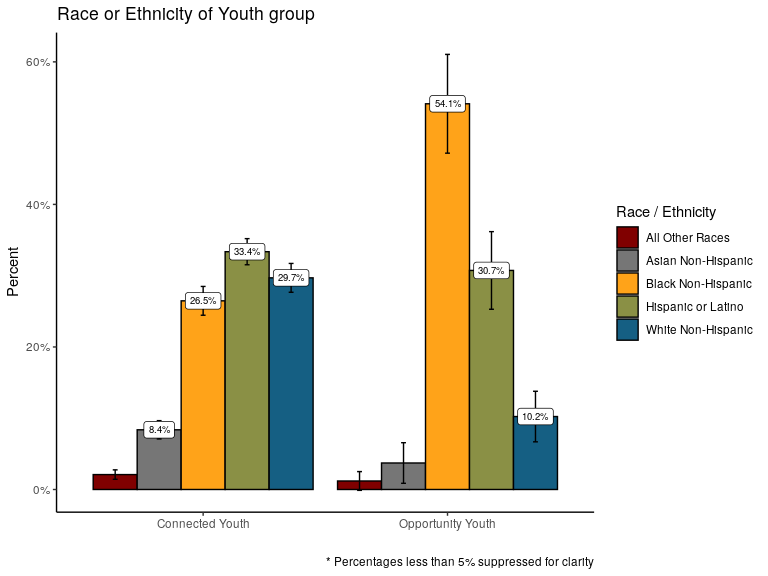 Race or Ethnicity of Youth group
Percent
60%
40%
20%
0%
8.4%
26.5%
33.4%
29.7%
54.1%
30.7%
10.2%
Connected Youth
Opportunity Youth
Race / Ethnicity
All Other Races
Asian Non-Hispanic
Black Non-Hispanic
Hispanic or Latino
White Non-Hispanic
* Percentages less than 5% suppressed for clarity